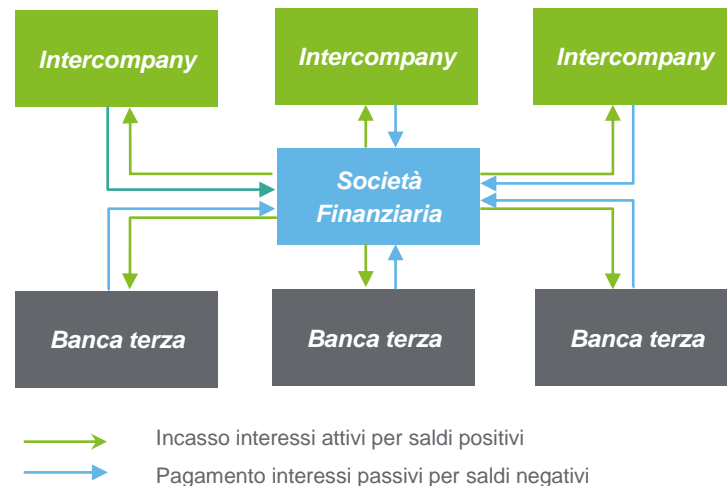 Intercompany
Intercompany
Intercompany
Società
Finanziaria
Banca terza
Banca terza
Banca terza
Incasso interessi attivi per saldi positivi
Pagamento interessi passivi per saldi negativi